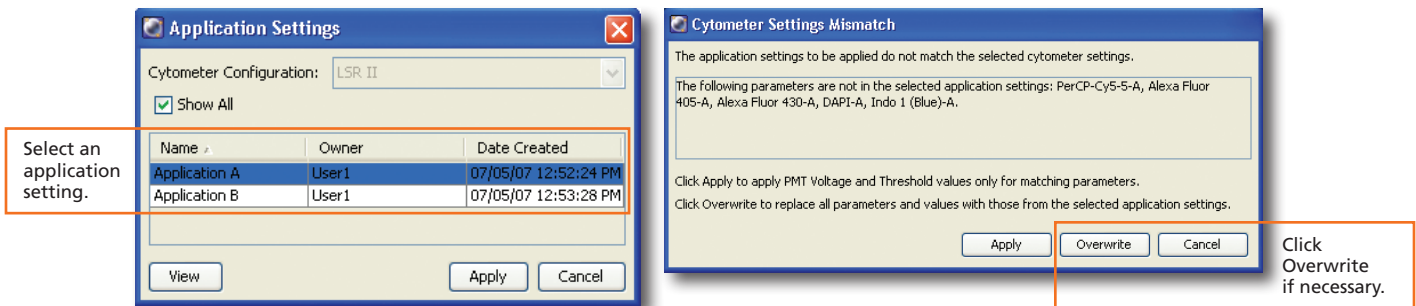 Application Settings
Cytometer Configuration: LSR II
Show All
Name Owner Date Created
Application A User1 07/05/07 12:52:24 PM
Application B User1 07/05/07 12:53:28 PM
View Apply Cancel
Select an
application
setting.
Cytometer Settings Mismatch
The application settings to be applied do not match the selected cytometer settings.
The following parameters are not in the selected application settings: PerCP-Cy5-5-A, Alexa Fluor
405-A, Alexa Fluor 430-A, DAPI-A, Indo 1 (Blue)-A.
Click Apply to apply PMT Voltage and Threshold values only for matching parameters.
Click Overwrite to replace all parameters and values with those from the selected application settings.
Apply Overwrite Cancel
Click
Overwrite
if necessary.